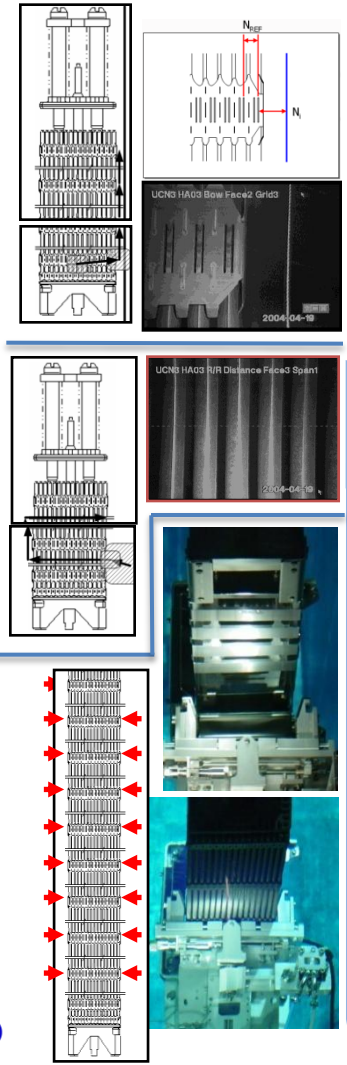 N_REF
N_I
UCN3 HA03 Bow Face2 Grid3
2004-04-19
UCN3 HA03 R/R Distance Face3 Span1
2004-04-19
)